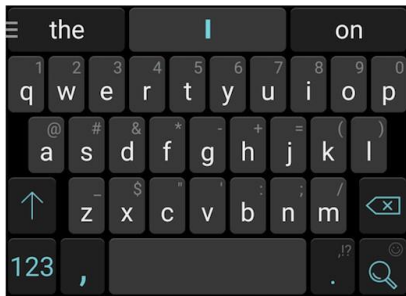 the I on
1 2 3 4 5 6 7 8 9 0
q w e r t y u i o p
@ # & * - + = ( )
a s d f g h j k l
_ $ " ' : ; /
z x c v b n m
,!?
123 , .